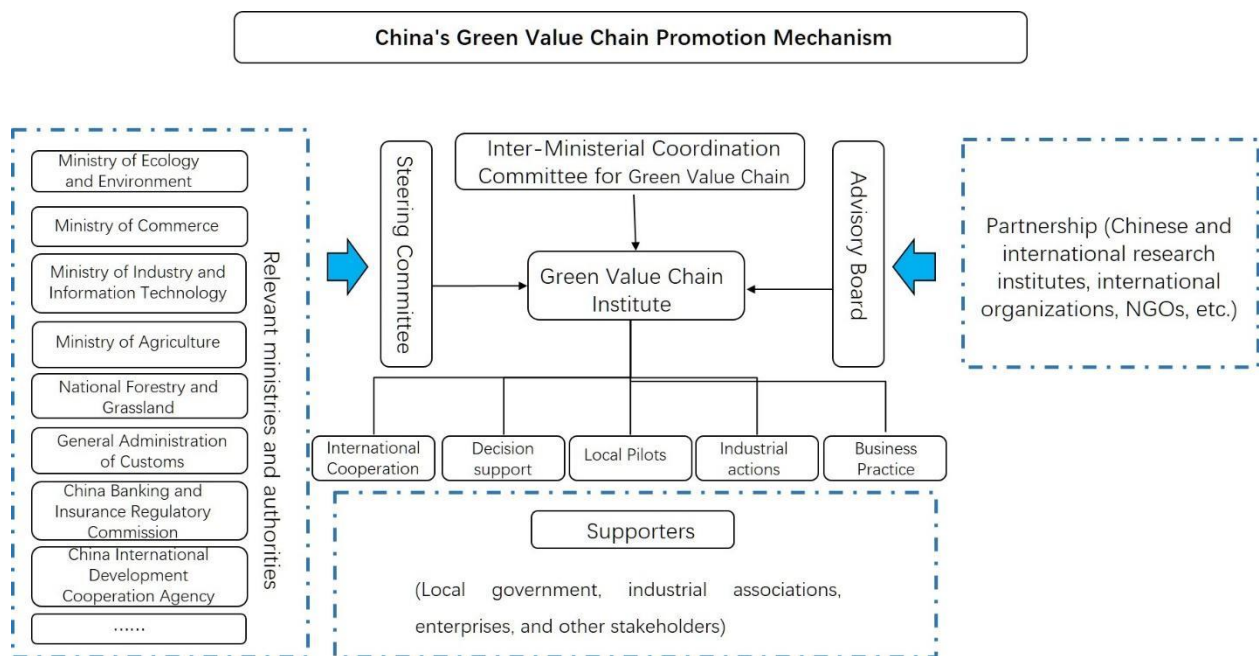 China's Green Value Chain Promotion Mechanism
Ministry of Ecology
and Environment
Ministry of Commerce
Ministry of Industry and
Information Technology
Ministry of Agriculture
National Forestry and
Grassland
General Administration
of Customs
China Banking and
Insurance Regulatory
Commission
China International
Development
Cooperation Agency
......
Relevant ministries and authorities
Steering Committee
Inter-Ministerial Coordination
Committee for Green Value Chain
Green Value Chain
Institute
Advisory Board
Partnership (Chinese and
international research
institutes, international
organizations, NGOs, etc.)
International
Cooperation
Decision
support
Local Pilots
Industrial
actions
Business
Practice
Supporters
(Local government, industrial associations,
enterprises, and other stakeholders)